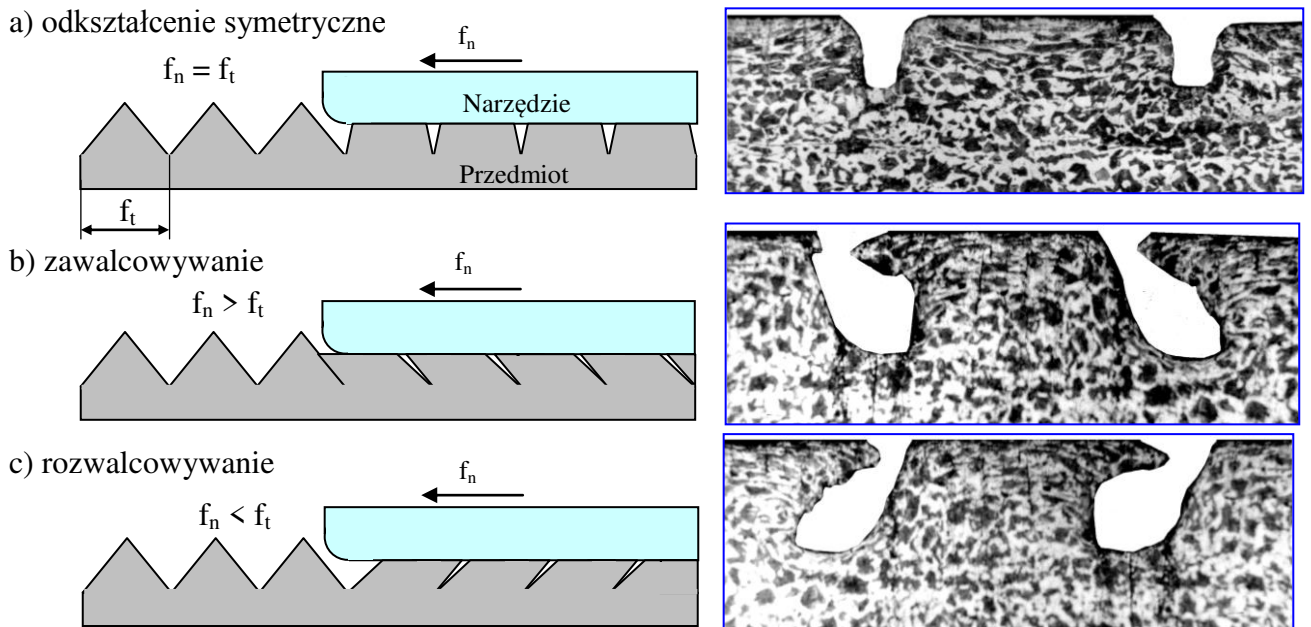 a) odkształcenie symetryczne
fₙ
fₙ = fₜ
Narzędzie
Przedmiot
fₜ
b) zawalcowywanie
fₙ
fₙ > fₜ
c) rozwalcowywanie
fₙ
fₙ < fₜ